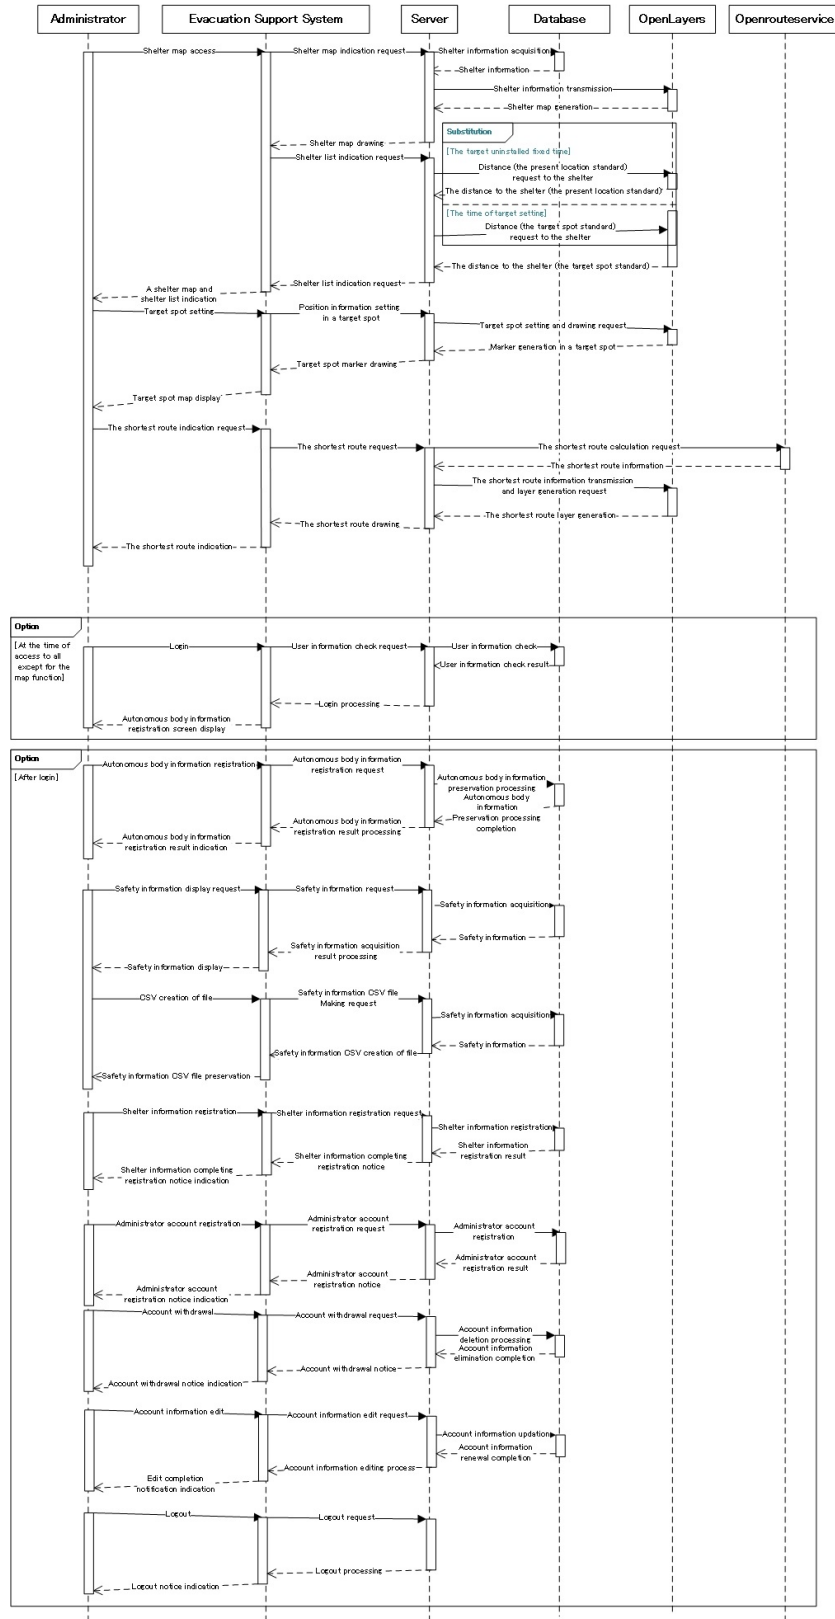 Administrator
Evacuation Support System
Server
Database
OpenLayers
Openrouteservice
Shelter map access
Shelter map indication request
Shelter information acquisition
Shelter information
Shelter information transmission
Shelter map generation
Substitution
Shelter map drawing
[The target uninstalled fixed time]
Shelter list indication request
Distance (the present location standard)
request to the shelter
The distance to the shelter (the present location standard)
[The time of target setting]
Distance (the target spot standard)
request to the shelter
The distance to the shelter (the target spot standard)
Shelter list indication request
A shelter map and
shelter list indication
Target spot setting
Position information setting
in a target spot
Target spot setting and drawing request
Marker generation in a target spot
Target spot marker drawing
Target spot map display
The shortest route indication request
The shortest route request
The shortest route calculation request
The shortest route information
The shortest route information transmission
and layer generation request
The shortest route layer generation
The shortest route drawing
The shortest route indication
Option
[At the time of
access to all
except for the
map function]
Login
User information check request
User information check
User information check result
Login processing
Autonomous body information
registration screen display
Option
[After login]
Autonomous body information registration
Autonomous body information
registration request
Autonomous body information
preservation processing
Autonomous body
information
Preservation processing
completion
Autonomous body information
registration result processing
Autonomous body information
registration result indication
Safety information display request
Safety information request
Safety information acquisition
Safety information
Safety information acquisition
result processing
Safety information display
CSV creation of file
Safety information CSV file
Making request
Safety information acquisition
Safety information
Safety information CSV creation of file
Safety information CSV file preservation
Shelter information registration
Shelter information registration request
Shelter information registration
Shelter information
registration result
Shelter information completing
registration notice
Shelter information completing
registration notice indication
Administrator account registration
Administrator account
registration request
Administrator account
registration
Administrator account
registration result
Administrator account
registration notice
Administrator account
registration notice indication
Account withdrawal
Account withdrawal request
Account information
deletion processing
Account information
elimination completion
Account withdrawal notice
Account withdrawal notice indication
Account information edit
Account information edit request
Account information updation
Account information
renewal completion
Account information editing process
Edit completion
notification indication
Logout
Logout request
Logout processing
Logout notice indication